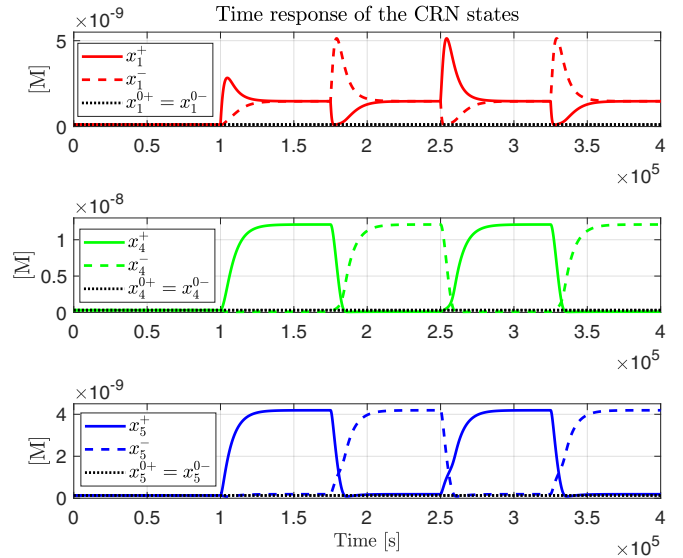 Time response of the CRN states
×10⁻⁹
5
0
[M]
x₁⁺
x₁⁻
x₁⁰⁺ = x₁⁰⁻
0 0.5 1 1.5 2 2.5 3 3.5 4
×10⁵
×10⁻⁸
1
0.5
0
[M]
x₄⁺
x₄⁻
x₄⁰⁺ = x₄⁰⁻
0 0.5 1 1.5 2 2.5 3 3.5 4
×10⁵
×10⁻⁹
4
2
0
[M]
x₅⁺
x₅⁻
x₅⁰⁺ = x₅⁰⁻
0 0.5 1 1.5 2 2.5 3 3.5 4
Time [s]
×10⁵